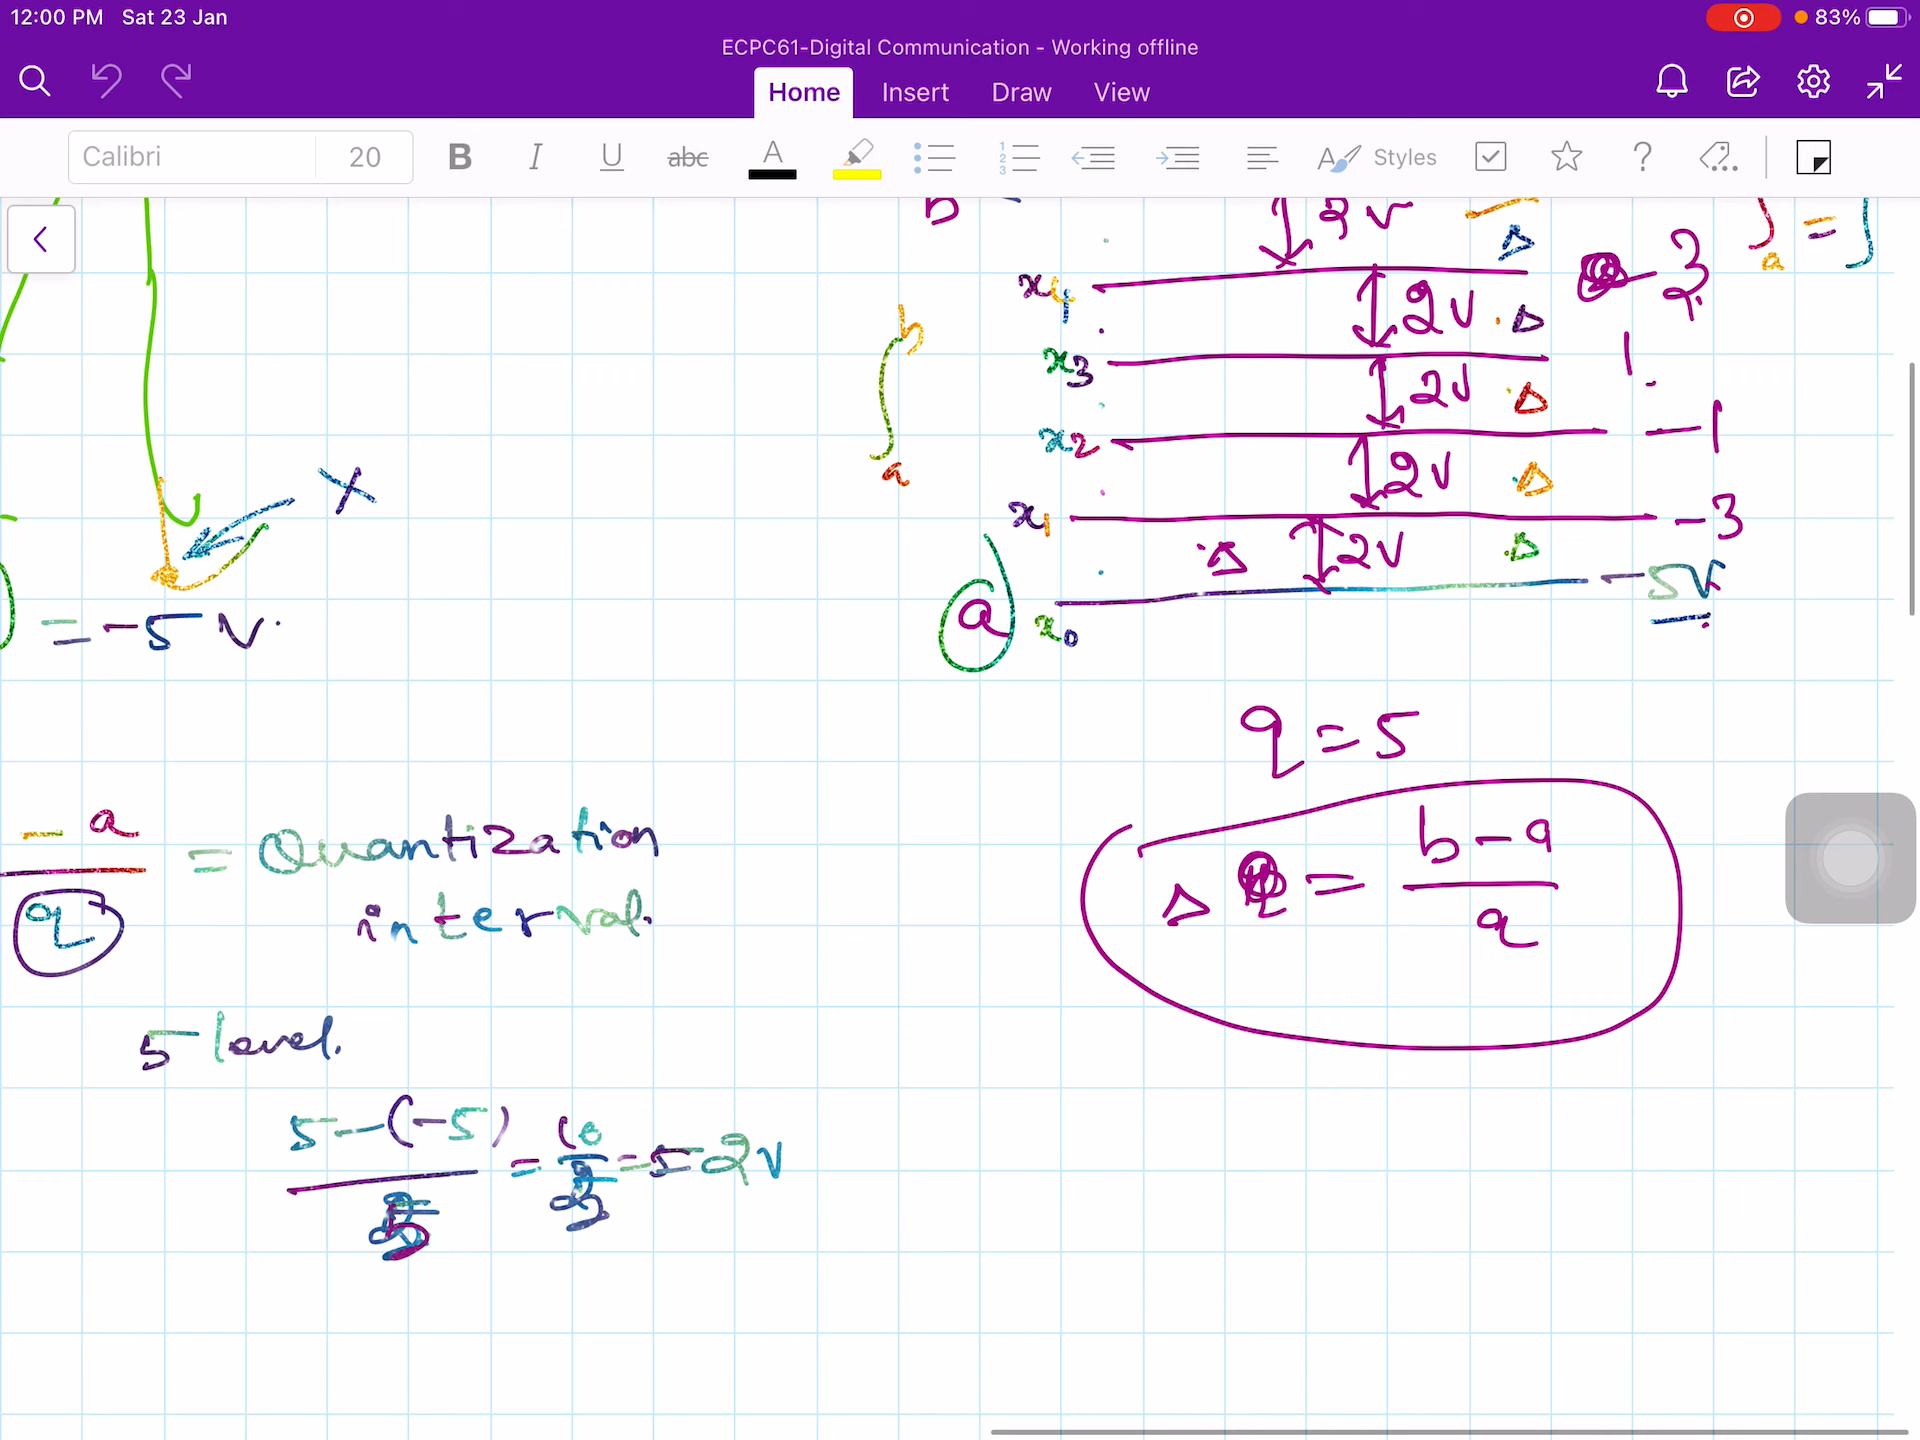 12:00 PM Sat 23 Jan
83%
ECPC61-Digital Communication - Working offline
Home Insert Draw View
Calibri 20 B I U abc A Styles
b
2V Δ
a =
x4 3
b 2V Δ
x3 1
2V Δ
x2 -1
a 2V Δ
X
x1 -3
Δ 2V Δ
-5V
a x0
= -5 V.
q = 5
- a
q
= Quantization
interval.
Δ = b - a
q
5 level.
5-(-5) = 10 = 2V
5